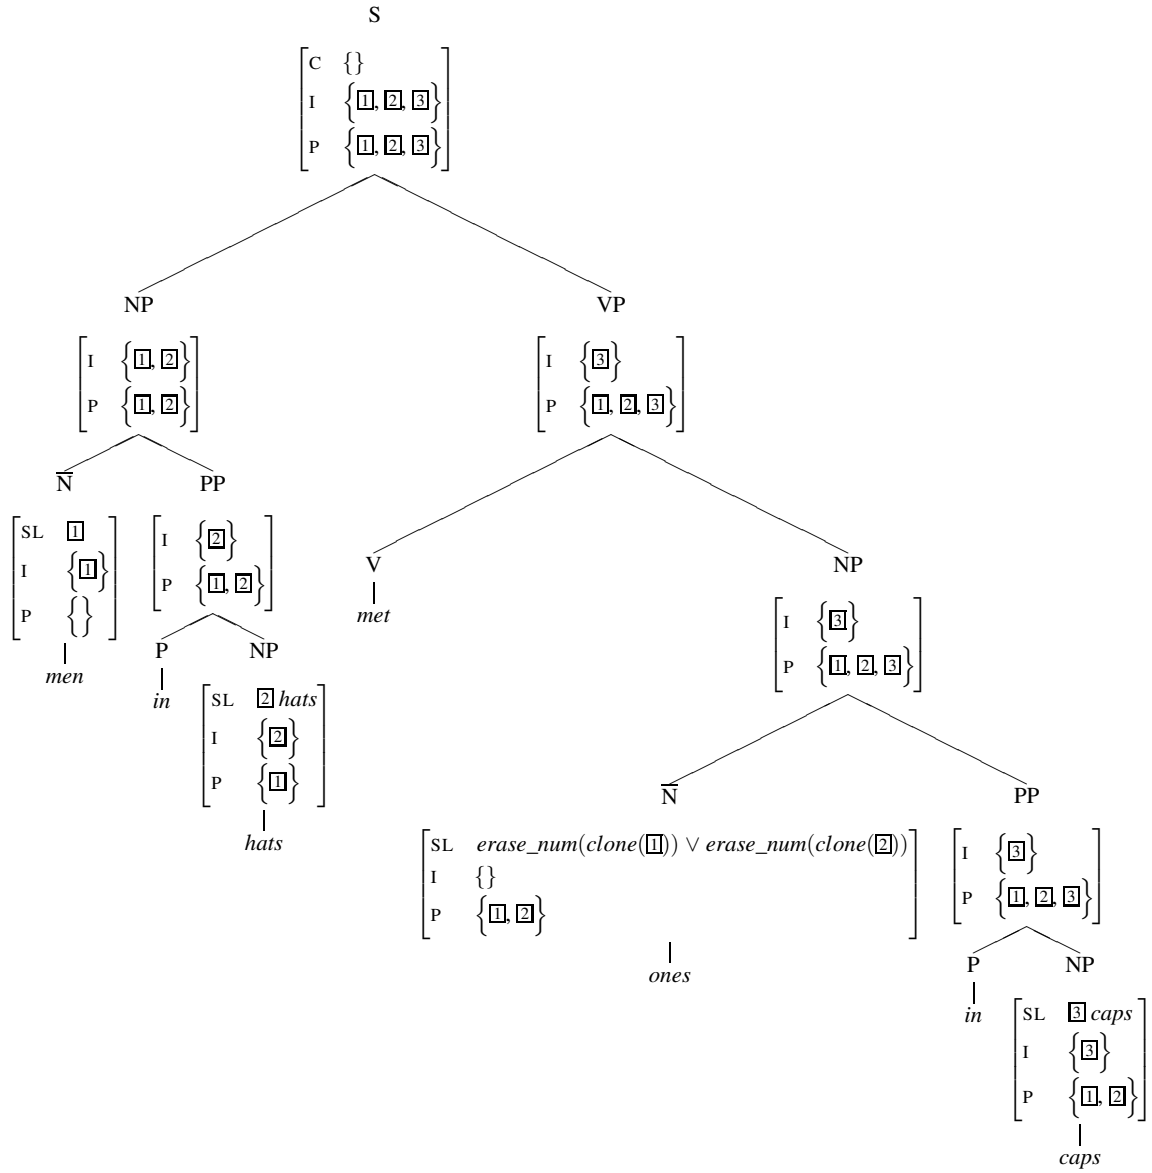 S
C {}
I {1, 2, 3}
P {1, 2, 3}
NP VP
I {1, 2}
P {1, 2}
I {3}
P {1, 2, 3}
N̅ PP
SL 1
I {1}
P {}
I {2}
P {1, 2}
V NP
met
I {3}
P {1, 2, 3}
men
P NP
in
SL 2 hats
I {2}
P {1}
hats
N̅ PP
SL erase_num(clone(1)) ∨ erase_num(clone(2))
I {}
P {1, 2}
ones
I {3}
P {1, 2, 3}
P NP
in
SL 3 caps
I {3}
P {1, 2}
caps